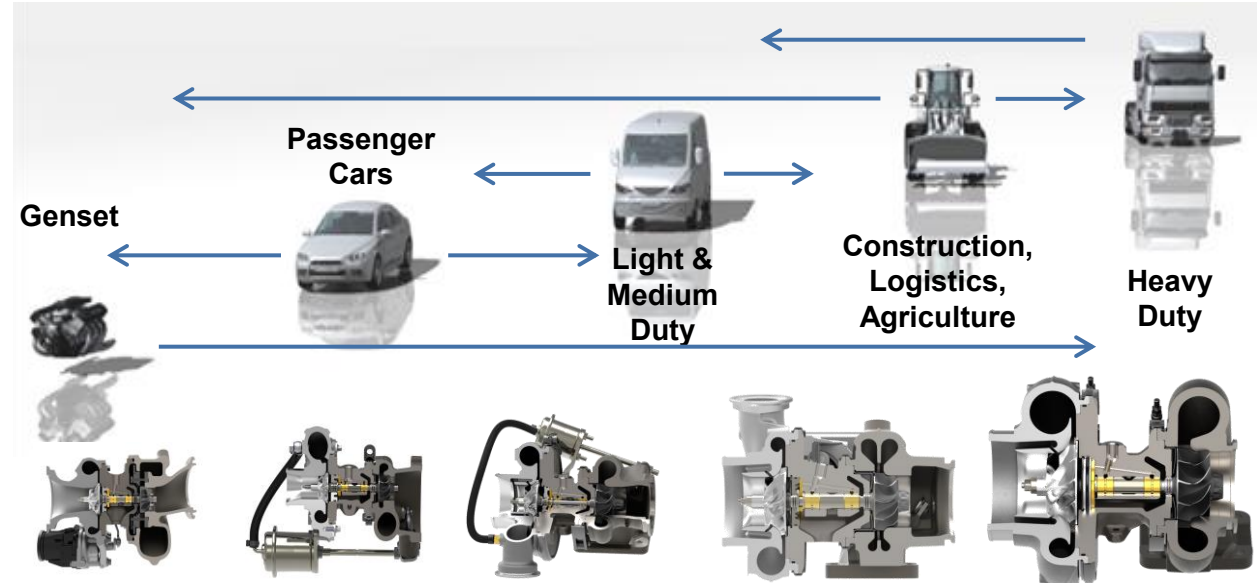 Genset
Passenger
Cars
Light &
Medium
Duty
Construction,
Logistics,
Agriculture
Heavy
Duty